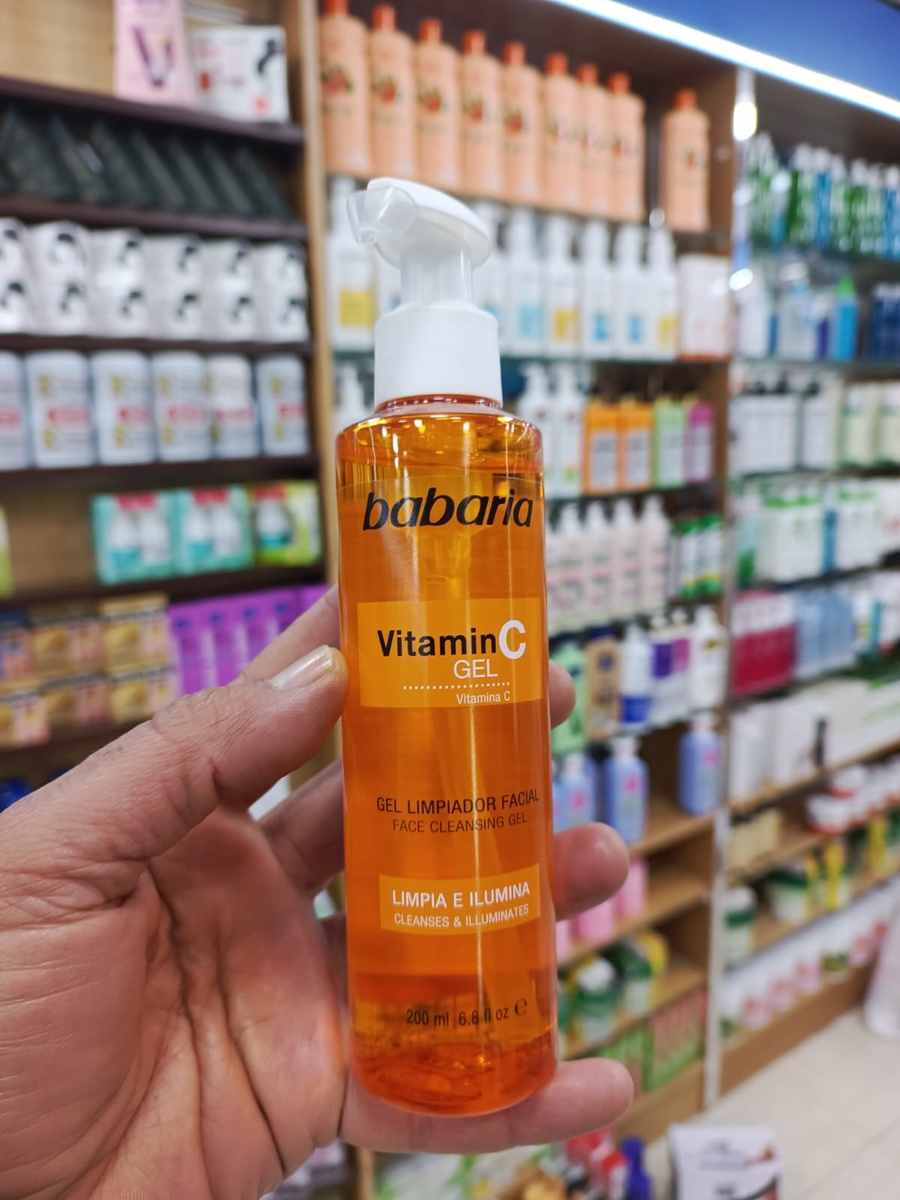 babaria
Vitamin C
GEL
Vitamina C
GEL LIMPIADOR FACIAL
FACE CLEANSING GEL
LIMPIA E ILUMINA
CLEANSES & ILLUMINATES
200 ml 6.8 fl oz ℮